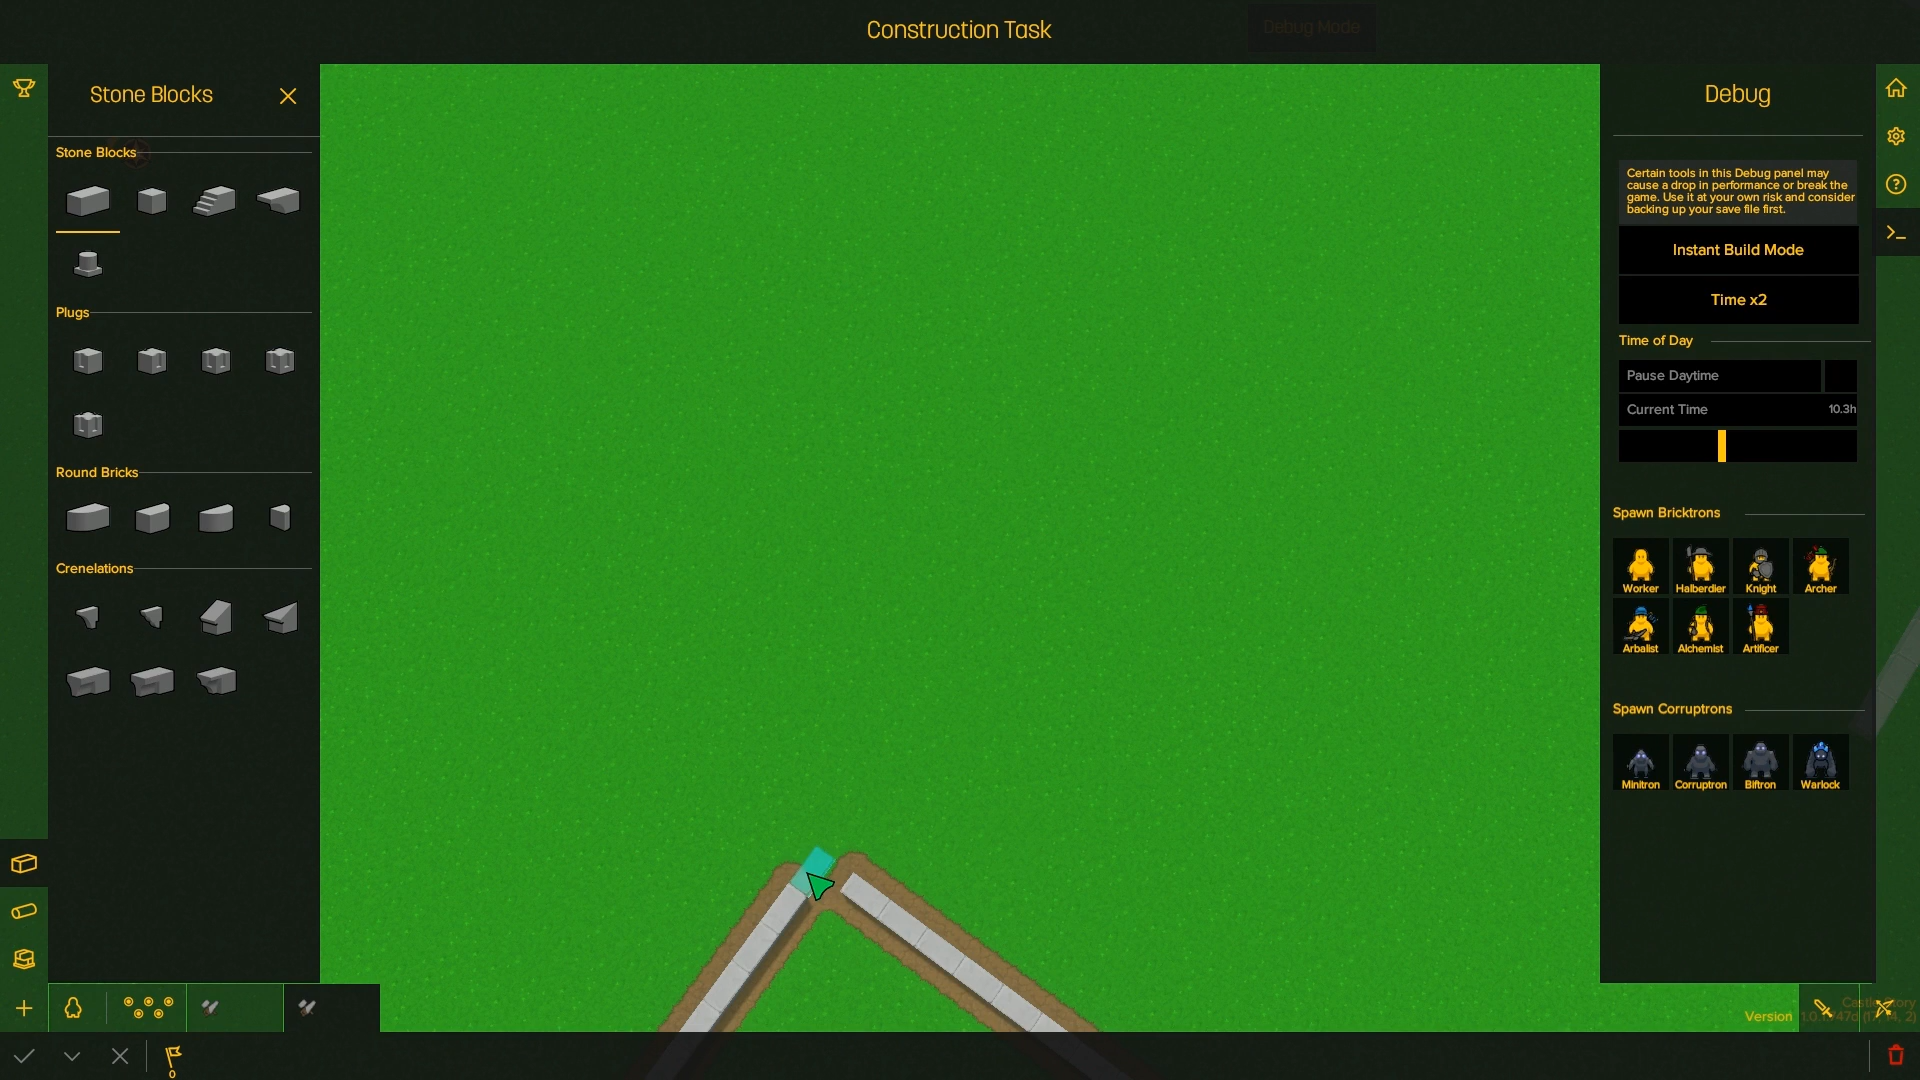 Construction Task
Debug Mode
Stone Blocks
Debug
Stone Blocks
Certain tools in this Debug panel may
cause a drop in performance or break the
game. Use it at your own risk and consider
backing up your save file first.
Instant Build Mode
Time x2
Plugs
Time of Day
Pause Daytime
Current Time 10.3h
Round Bricks
Spawn Bricktrons
Crenelations
Worker Halberdier Knight Archer
Arbalist Alchemist Artificer
Spawn Corruptrons
Minitron Corruptron Biftron Warlock
Version
0